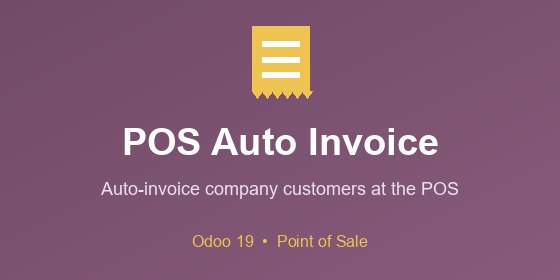 POS Auto Invoice
Auto-invoice company customers at the POS
Odoo 19 • Point of Sale